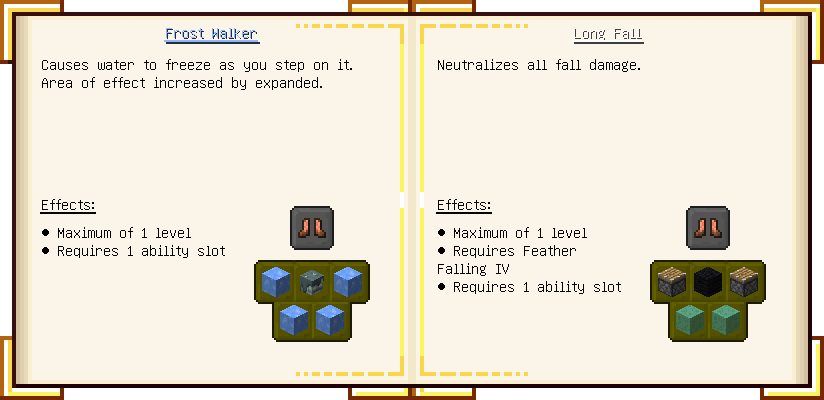 Frost Walker
Causes water to freeze as you step on it.
Area of effect increased by expanded.
Effects:
● Maximum of 1 level
● Requires 1 ability slot
Long Fall
Neutralizes all fall damage.
Effects:
● Maximum of 1 level
● Requires Feather
Falling IV
● Requires 1 ability slot